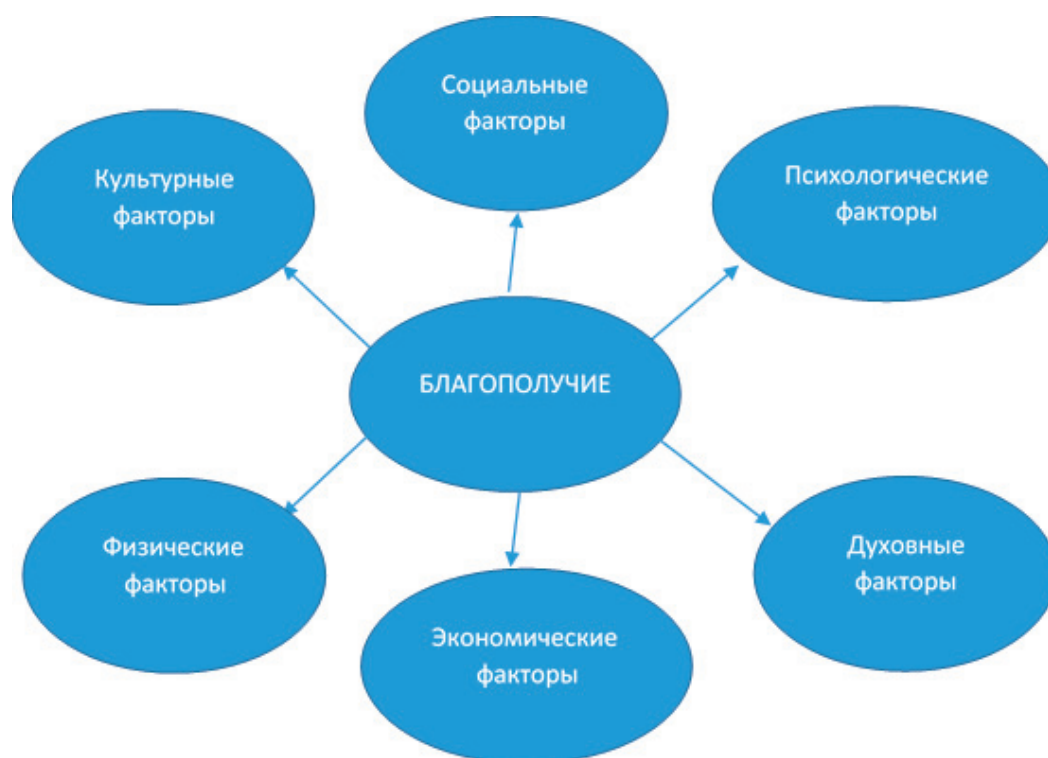 Социальные
факторы
Культурные
факторы
Психологические
факторы
БЛАГОПОЛУЧИЕ
Физические
факторы
Духовные
факторы
Экономические
факторы